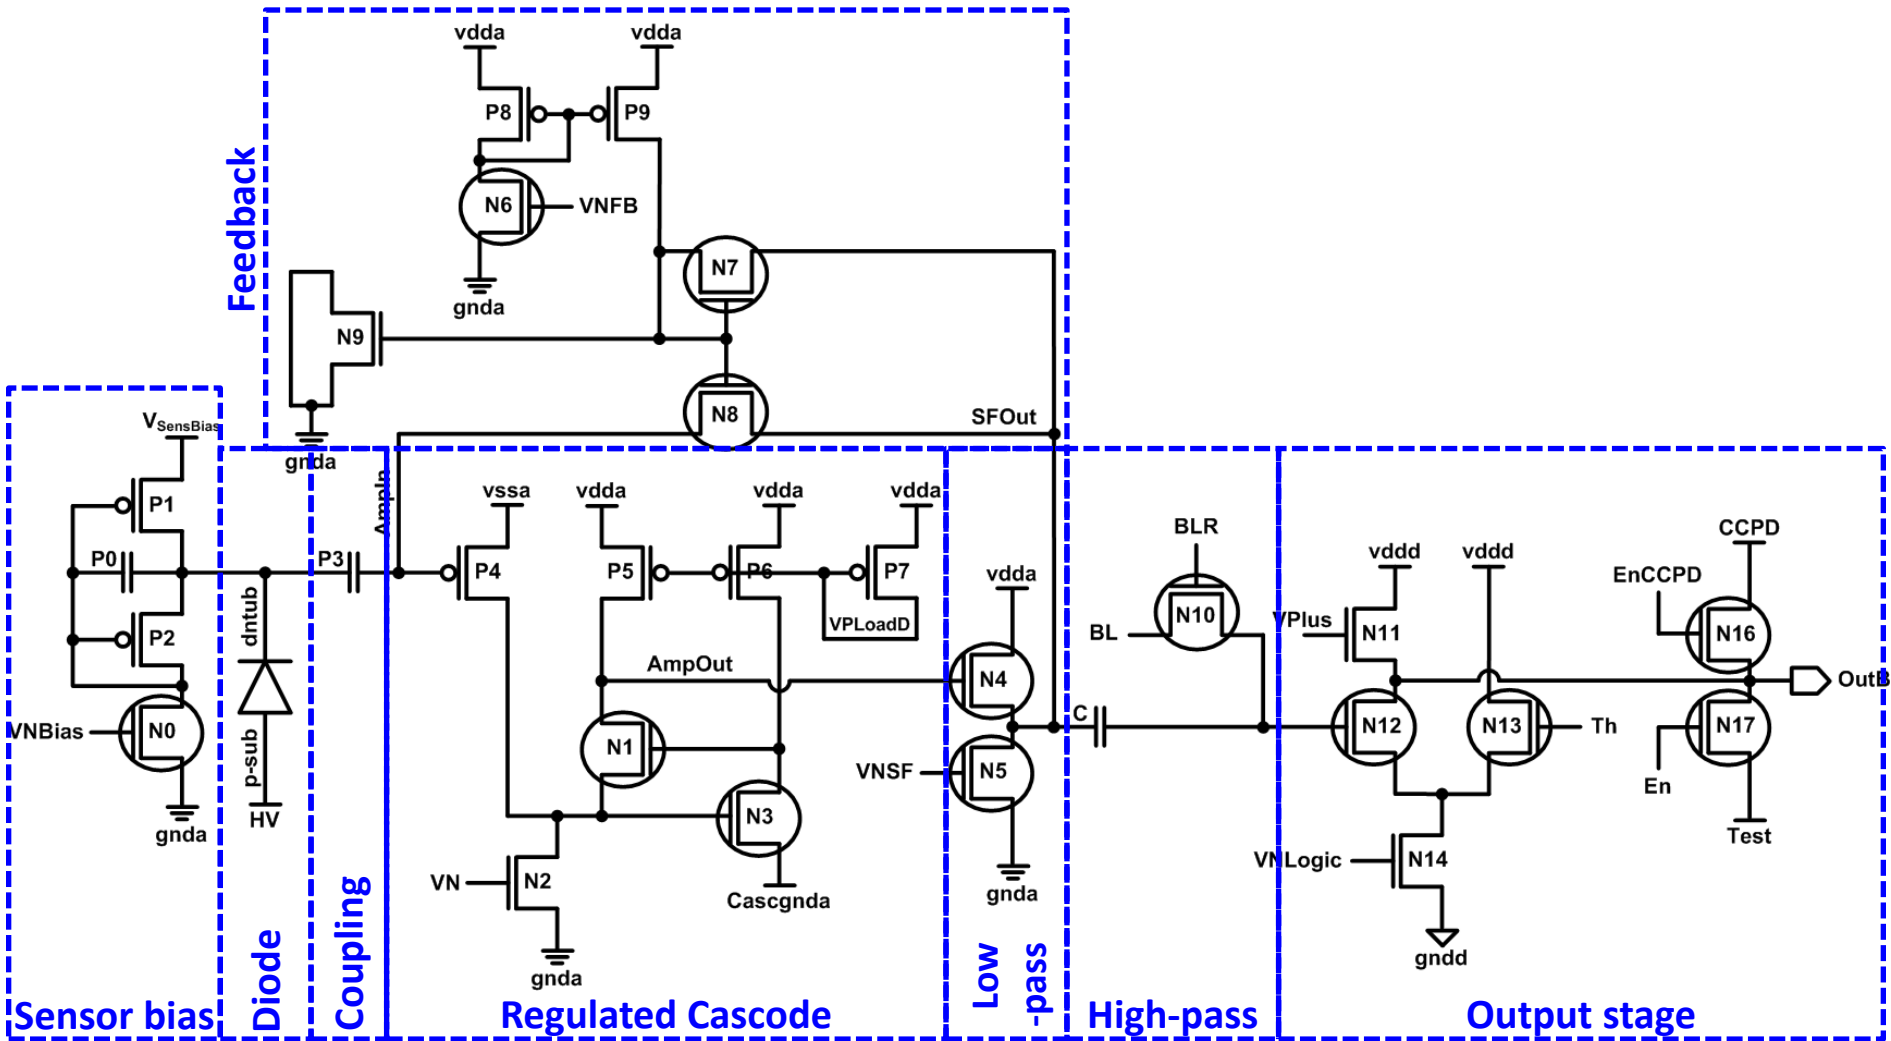 vdda
vdda
P8
P9
N6
VNFB
gnda
Feedback
N7
N9
N8
SFOut
gnda
VSensBias
P1
P0
P2
VNBias
N0
gnda
dntub
p-sub
HV
P3
AmpIn
vssa
vdda
vdda
vdda
P4
P5
P6
P7
VPLoadD
AmpOut
N1
N3
VN
N2
Cascgnda
gnda
vdda
N4
VNSF
N5
gnda
C
BLR
BL
N10
vddd
vddd
VPlus
N11
N12
N13
Th
VNLogic
N14
gndd
CCPD
EnCCPD
N16
OutB
N17
En
Test
Sensor bias
Diode
Coupling
Regulated Cascode
Low
-pass
High-pass
Output stage